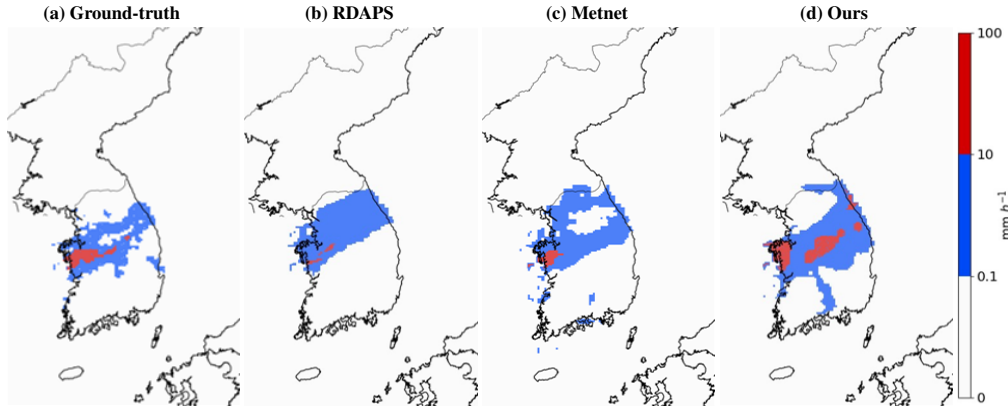 (a) Ground-truth
(b) RDAPS
(c) Metnet
(d) Ours
100
10
0.1
0
mm h⁻¹